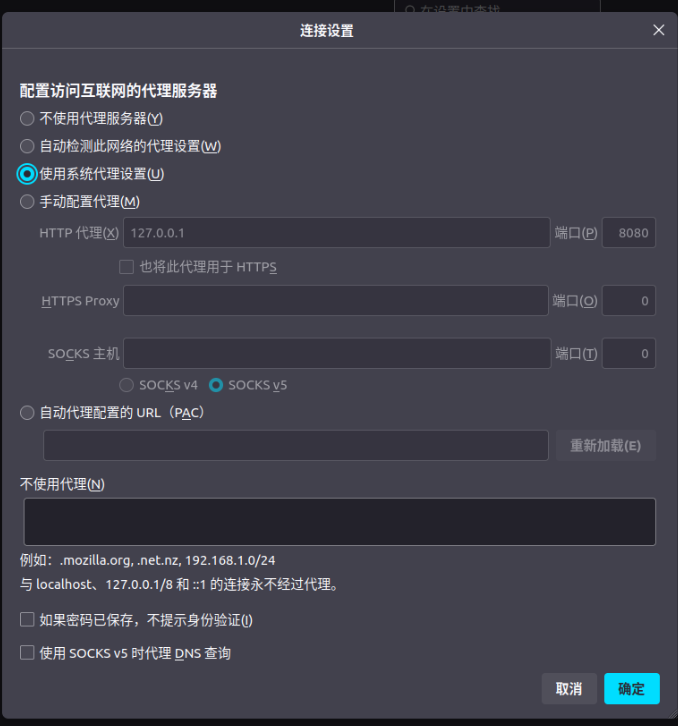 在设置中查找
连接设置
配置访问互联网的代理服务器
不使用代理服务器(Y)
自动检测此网络的代理设置(W)
使用系统代理设置(U)
手动配置代理(M)
HTTP 代理(X) 127.0.0.1 端口(P) 8080
也将此代理用于 HTTPS
HTTPS Proxy 端口(O) 0
SOCKS 主机 端口(T) 0
SOCKS v4 SOCKS v5
自动代理配置的 URL（PAC）
重新加载(E)
不使用代理(N)
例如：.mozilla.org, .net.nz, 192.168.1.0/24
与 localhost、127.0.0.1/8 和 ::1 的连接永不经过代理。
如果密码已保存，不提示身份验证(I)
使用 SOCKS v5 时代理 DNS 查询
取消 确定